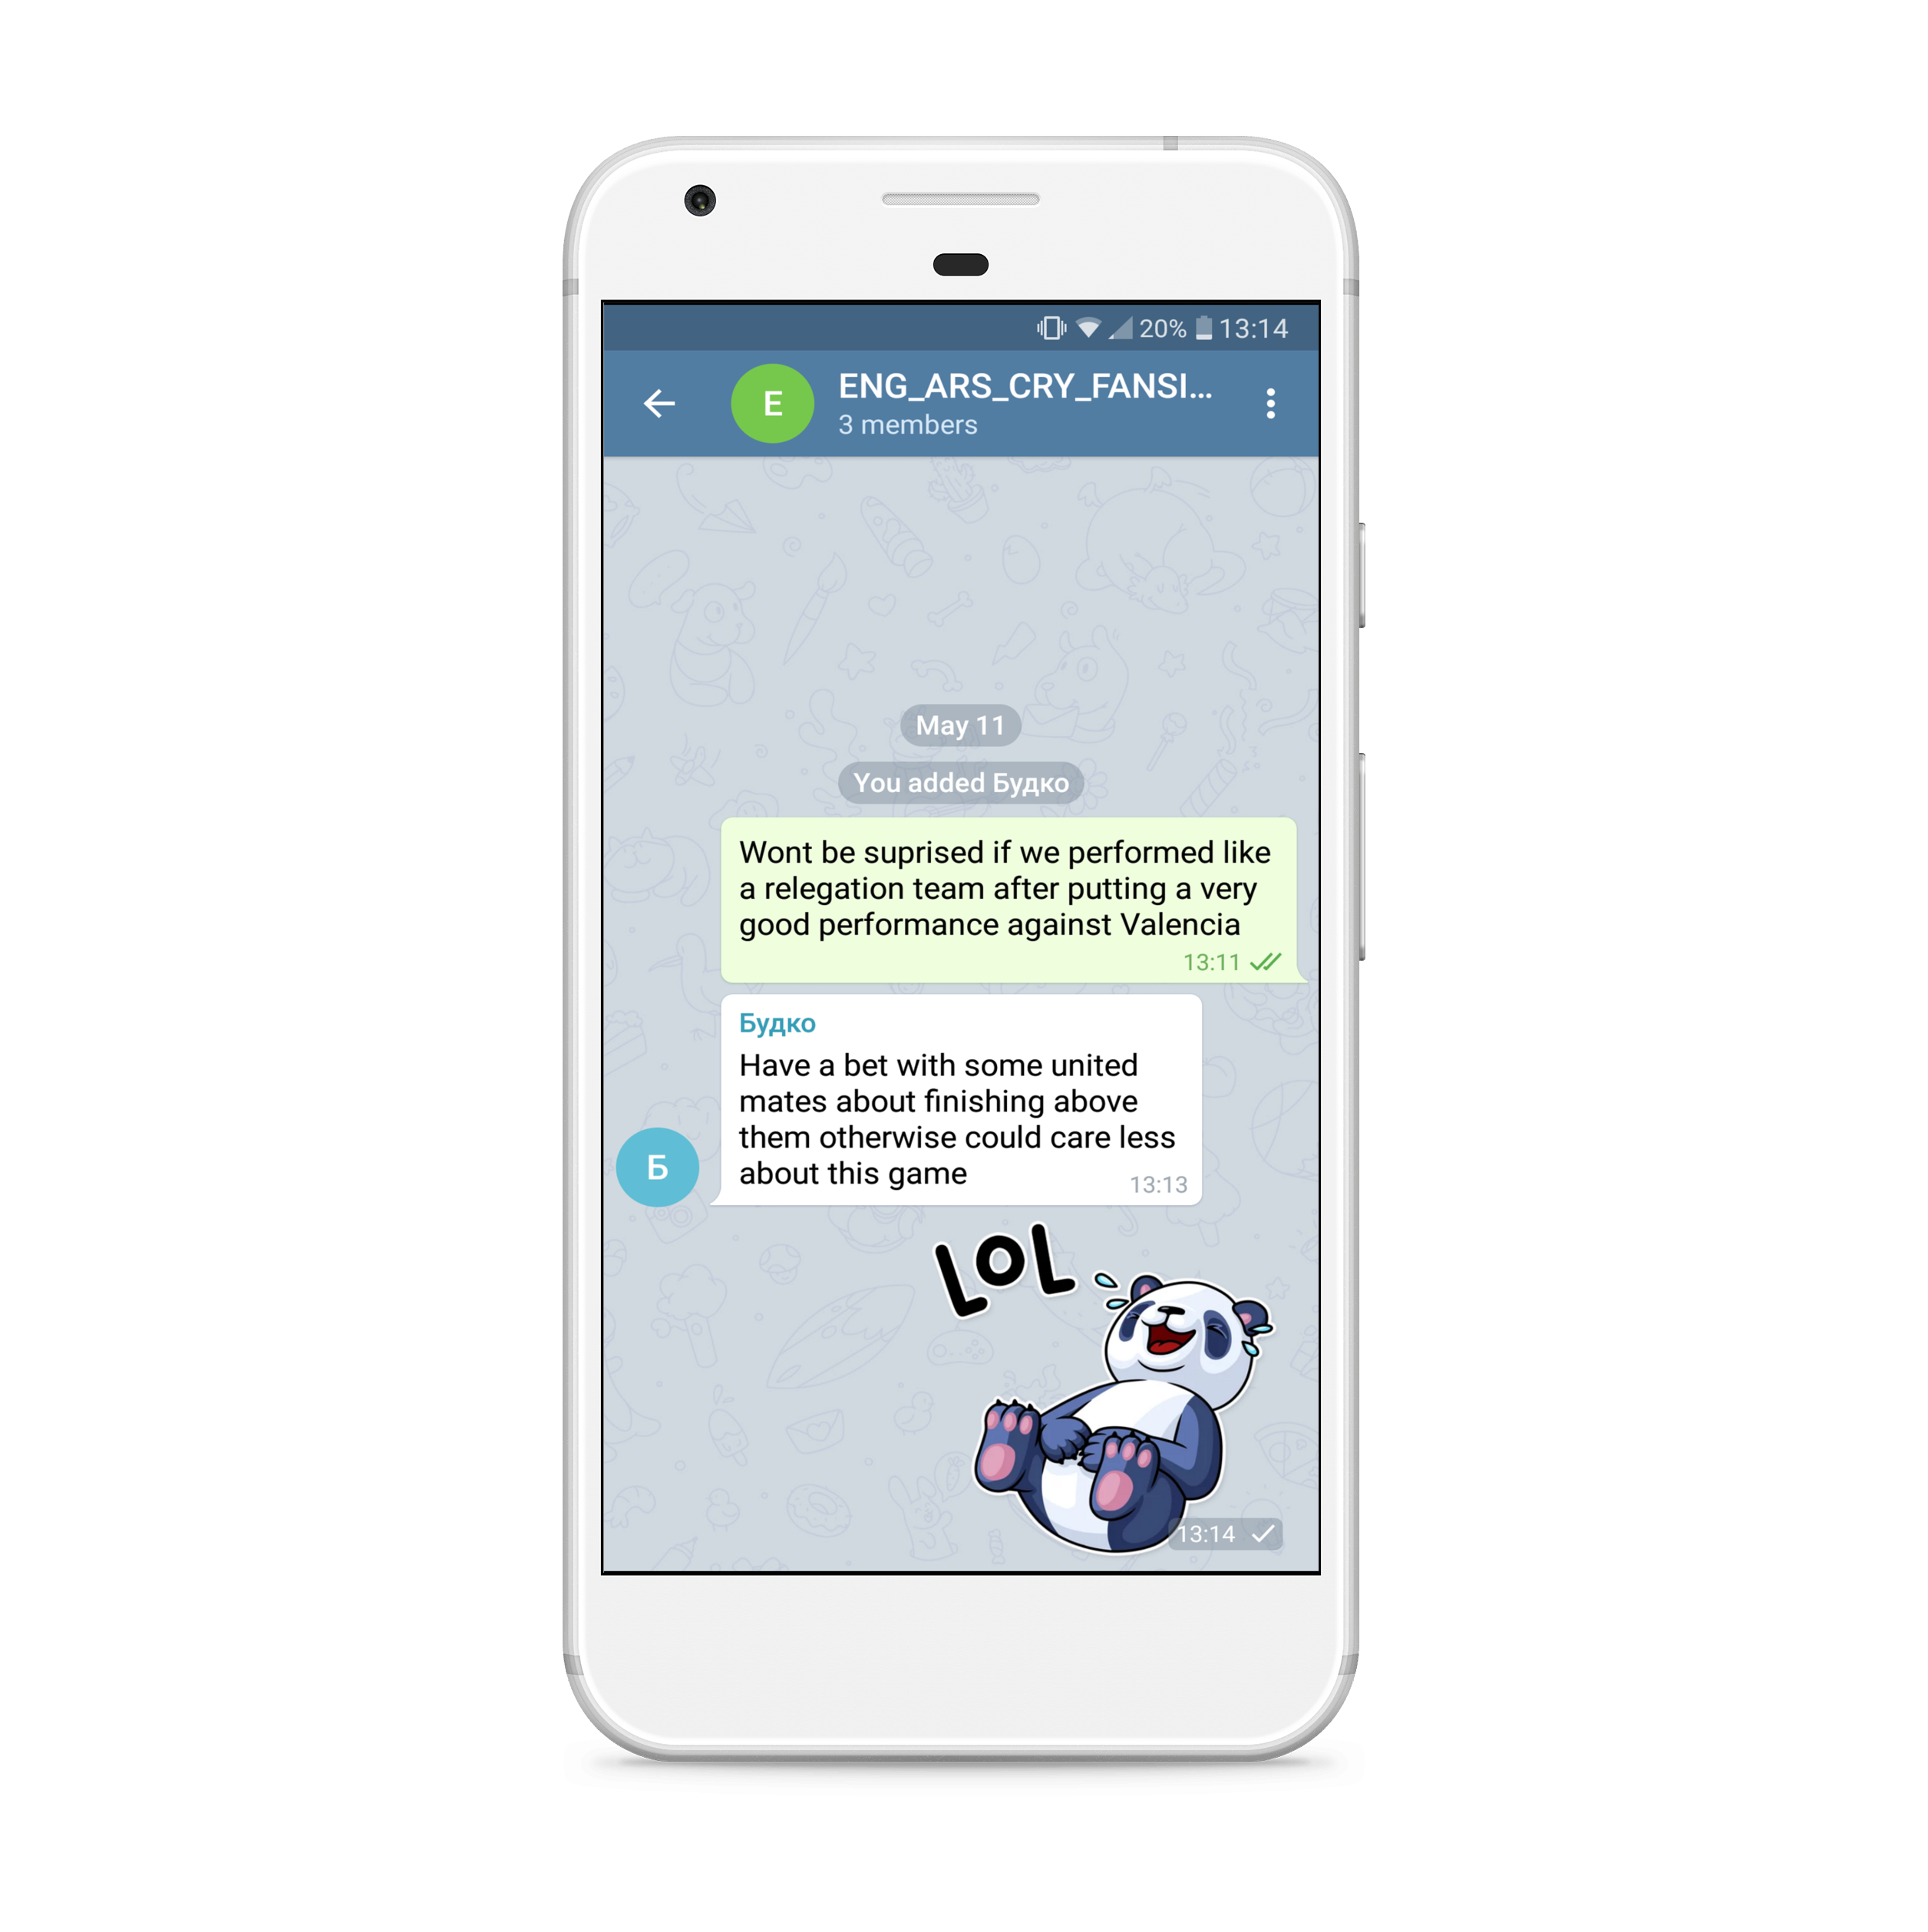 20% 13:14
E
ENG_ARS_CRY_FANSI...
3 members
May 11
You added Будко
Wont be suprised if we performed like
a relegation team after putting a very
good performance against Valencia
13:11
Будко
Have a bet with some united
mates about finishing above
them otherwise could care less
about this game
13:13
Б
LOL
13:14